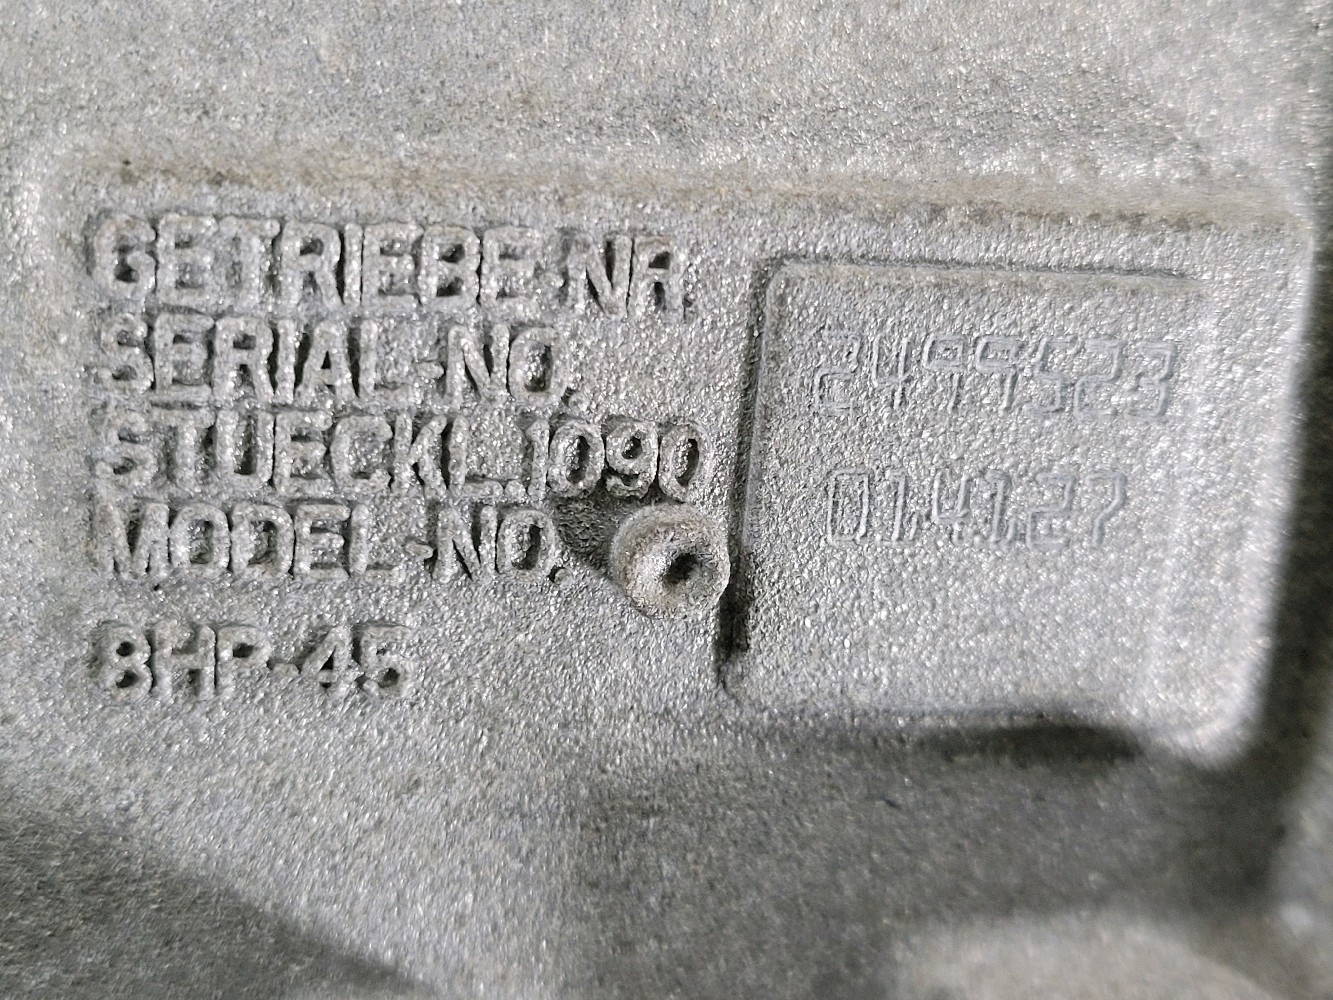 GETRIEBE-NR.
SERIAL-NO.
STUECKL.1090
MODEL-NO.
8HP-45
2499523
014127